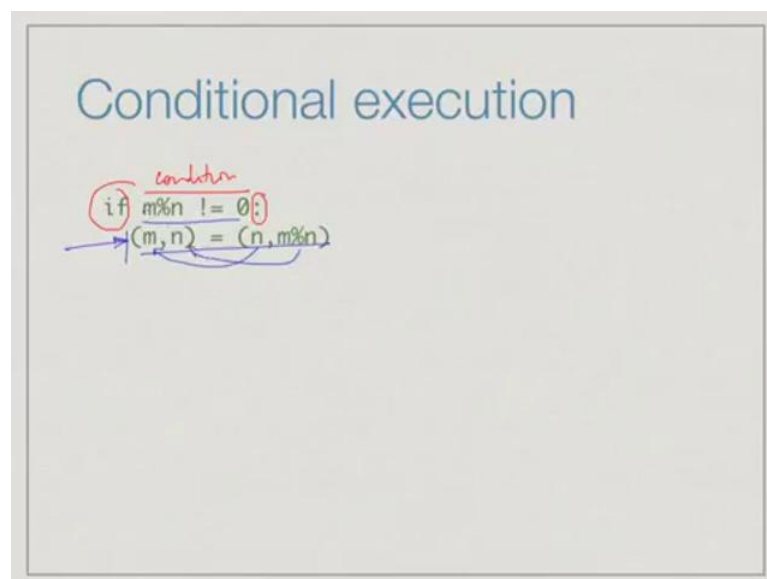 Conditional execution
condition
if m%n != 0:
(m,n) = (n,m%n)